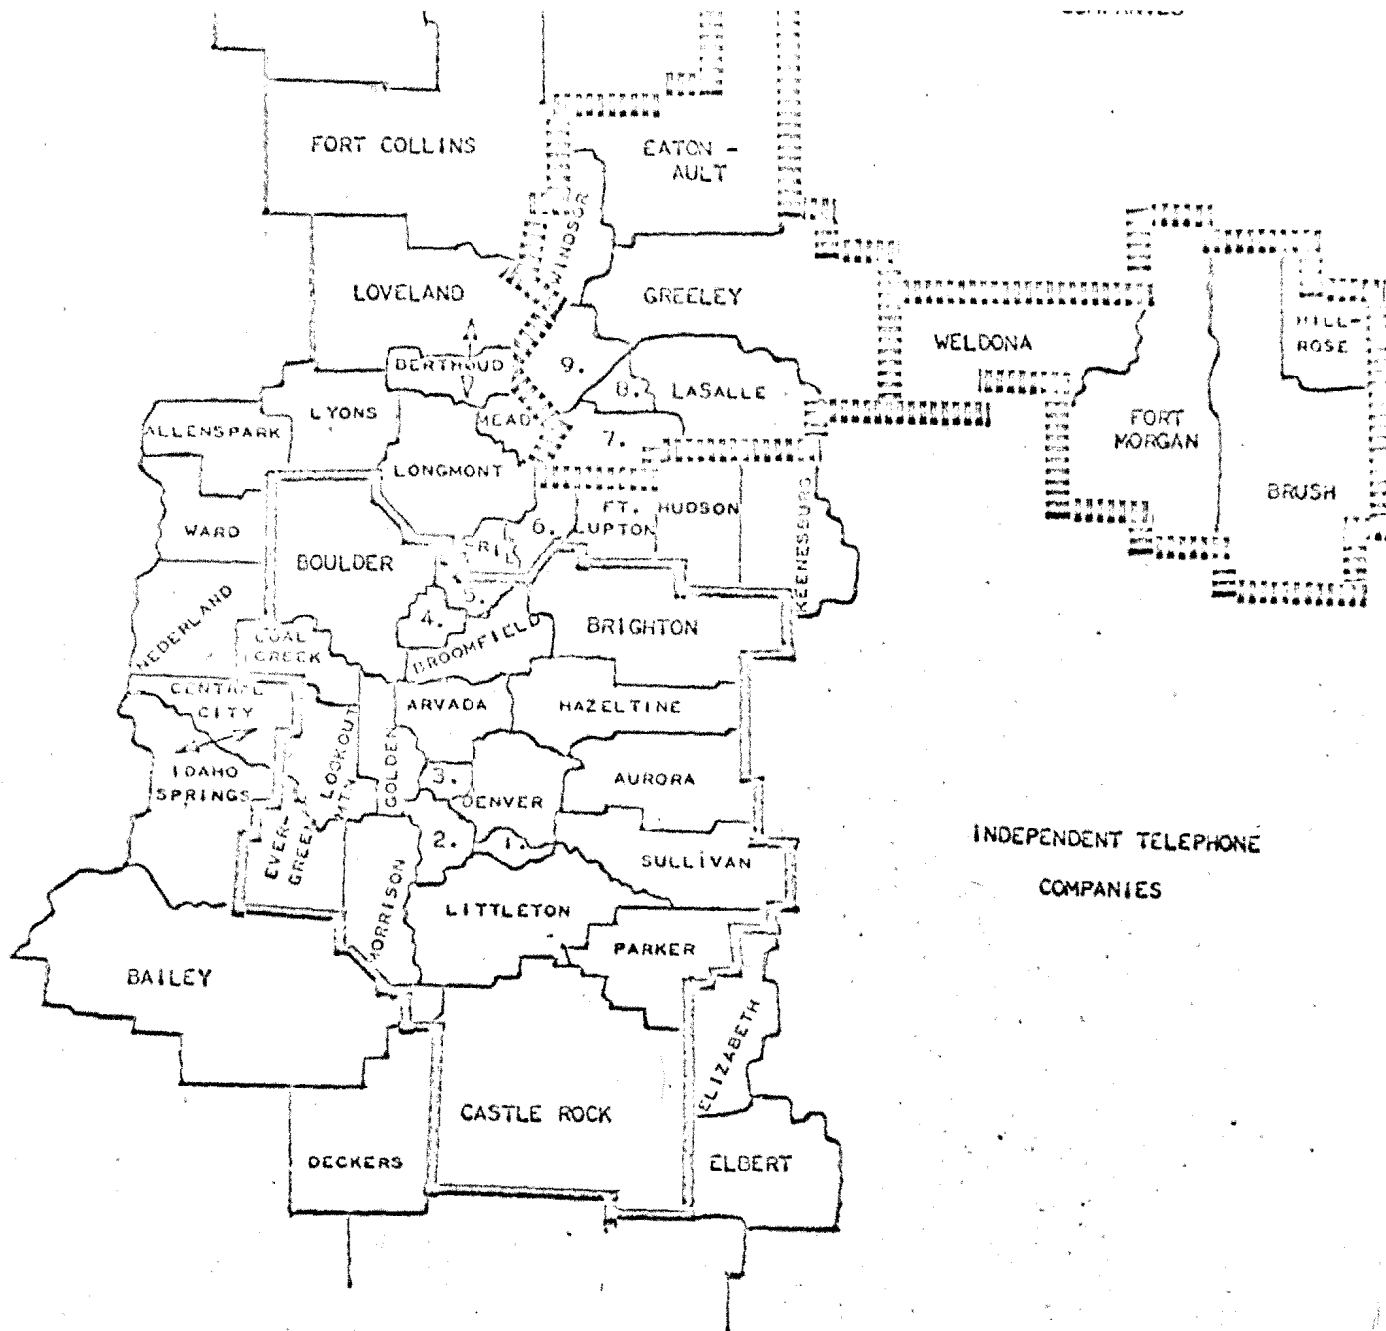 COMPANIES
FORT COLLINS
EATON -
AULT
WINDSOR
LOVELAND
GREELEY
WELDONA
HILL-
ROSE
BERTHOUD
9.
8.
LASALLE
LYONS
MEAD
ALLENSPARK
7.
FORT
MORGAN
LONGMONT
BRUSH
WARD
FT.
LUPTON
HUDSON
KEENESBURG
6.
BOULDER
5.
4.
NEDERLAND
COAL
CREEK
BROOMFIELD
BRIGHTON
CENTRAL
CITY
ARVADA
HAZELTINE
LOOKOUT
MTN
GOLDEN
IDAHO
SPRINGS
3.
DENVER
AURORA
EVER-
GREEN
2.
1.
SULLIVAN
INDEPENDENT TELEPHONE
COMPANIES
MORRISON
LITTLETON
PARKER
BAILEY
ELIZABETH
CASTLE ROCK
DECKERS
ELBERT